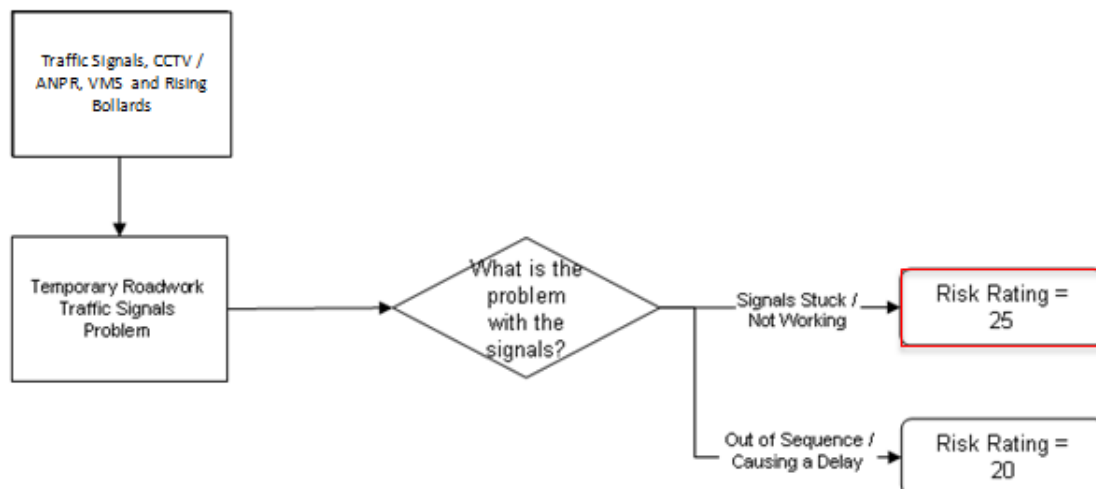 Traffic Signals, CCTV /
ANPR, VMS and Rising
Bollards
Temporary Roadwork
Traffic Signals
Problem
What is the
problem
with the
signals?
Signals Stuck /
Not Working
Risk Rating =
25
Out of Sequence /
Causing a Delay
Risk Rating =
20